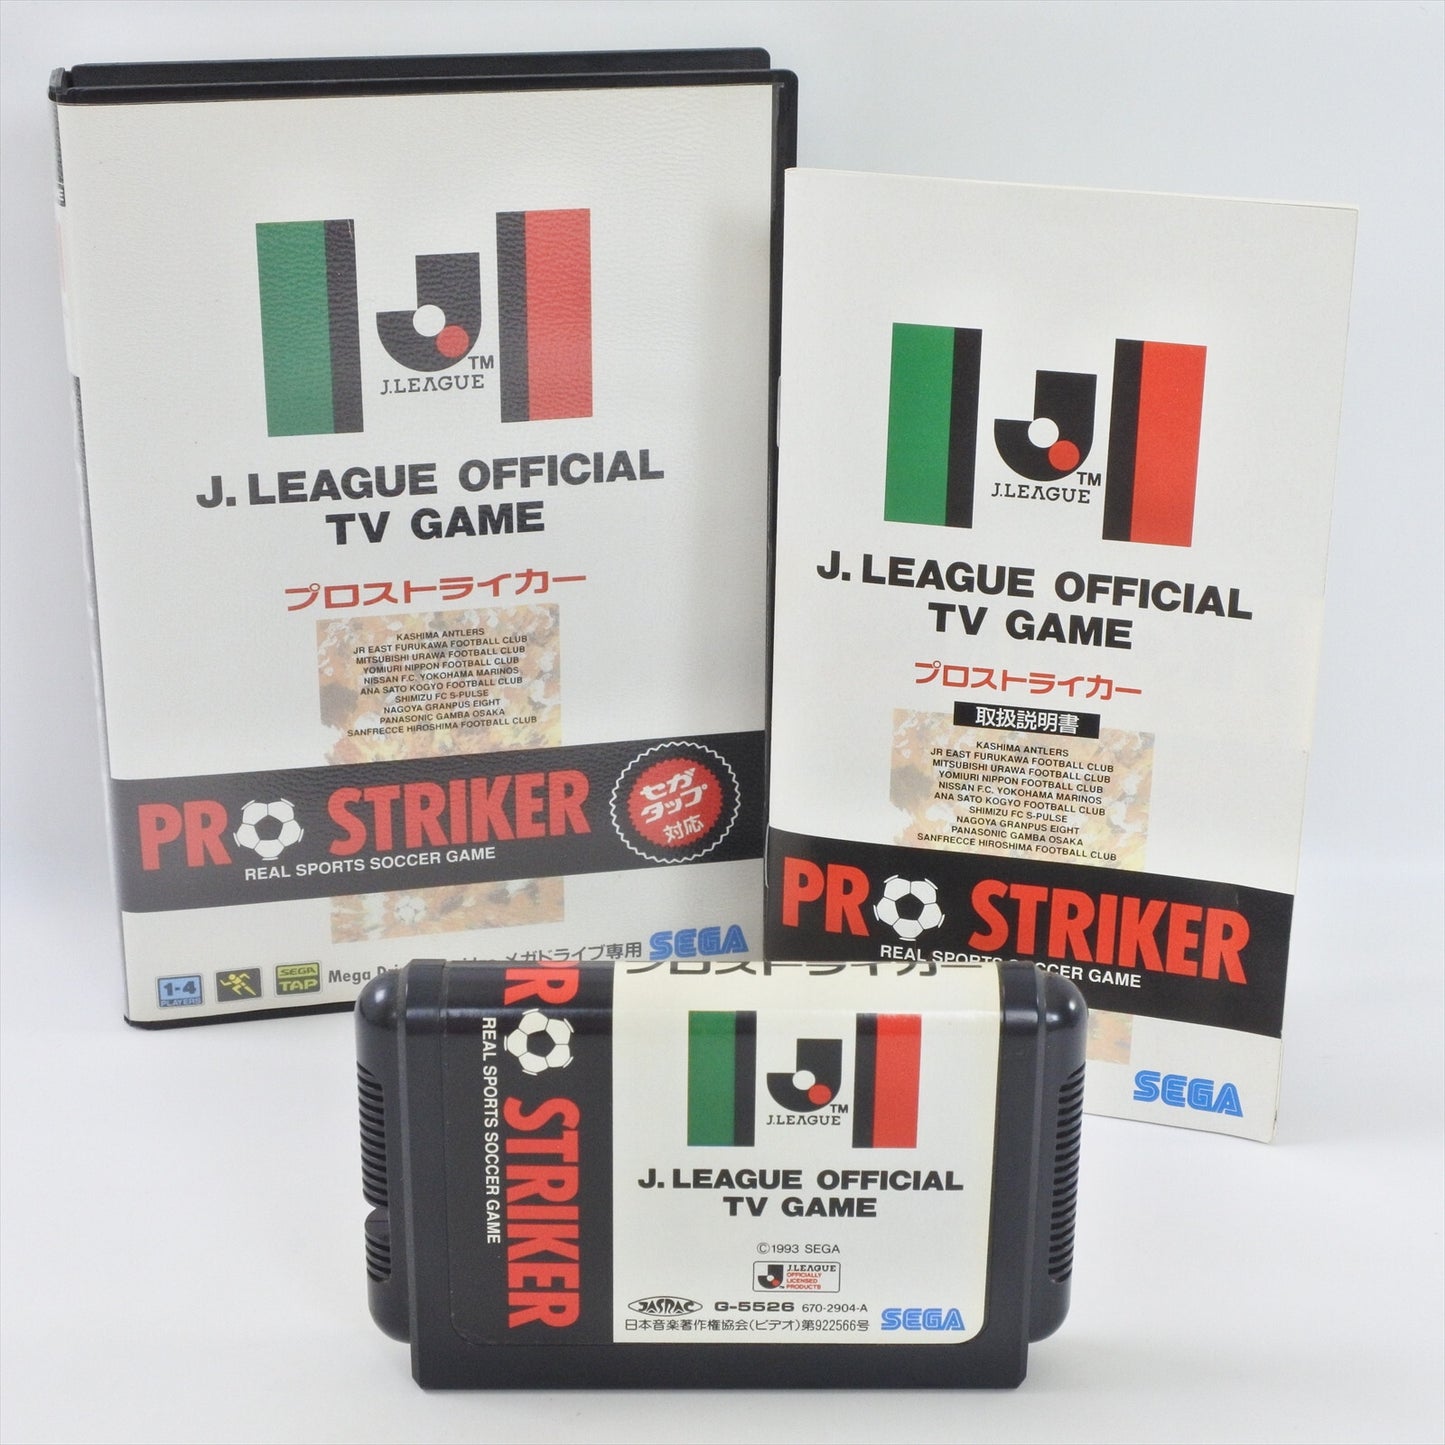 J.LEAGUE TM
J. LEAGUE OFFICIAL
TV GAME
プロストライカー
KASHIMA ANTLERS
JR EAST FURUKAWA FOOTBALL CLUB
MITSUBISHI URAWA FOOTBALL CLUB
YOMIURI NIPPON FOOTBALL CLUB
NISSAN F.C. YOKOHAMA MARINOS
ANA SATO KOGYO FOOTBALL CLUB
SHIMIZU FC S-PULSE
NAGOYA GRANPUS EIGHT
PANASONIC GAMBA OSAKA
SANFRECCE HIROSHIMA FOOTBALL CLUB
PRO STRIKER
REAL SPORTS SOCCER GAME
セガ
タップ
対応
1-4
PLAYERS
SEGA
TAP
Mega メガドライブ専用 SEGA
J.LEAGUE TM
J. LEAGUE OFFICIAL
TV GAME
プロストライカー
取扱説明書
KASHIMA ANTLERS
JR EAST FURUKAWA FOOTBALL CLUB
MITSUBISHI URAWA FOOTBALL CLUB
YOMIURI NIPPON FOOTBALL CLUB
NISSAN F.C. YOKOHAMA MARINOS
ANA SATO KOGYO FOOTBALL CLUB
SHIMIZU FC S-PULSE
NAGOYA GRANPUS EIGHT
PANASONIC GAMBA OSAKA
SANFRECCE HIROSHIMA FOOTBALL CLUB
PRO STRIKER
REAL SPORTS SOCCER GAME
SEGA
プロストライカー
PRO STRIKER
REAL SPORTS SOCCER GAME
J.LEAGUE TM
J. LEAGUE OFFICIAL
TV GAME
©1993 SEGA
J.LEAGUE
OFFICIALLY
LICENSED
PRODUCTS
JASRAC G-5526 670-2904-A
日本音楽著作権協会(ビデオ)第922566号 SEGA